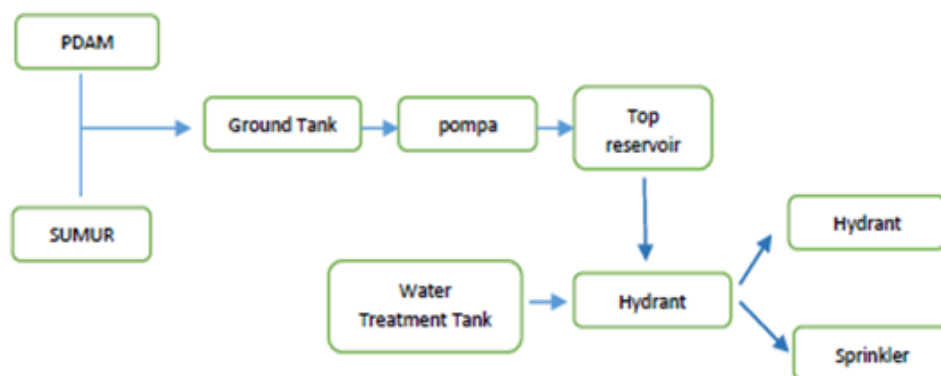 PDAM
Ground Tank
pompa
Top
reservoir
SUMUR
Hydrant
Water
Treatment Tank
Hydrant
Sprinkler